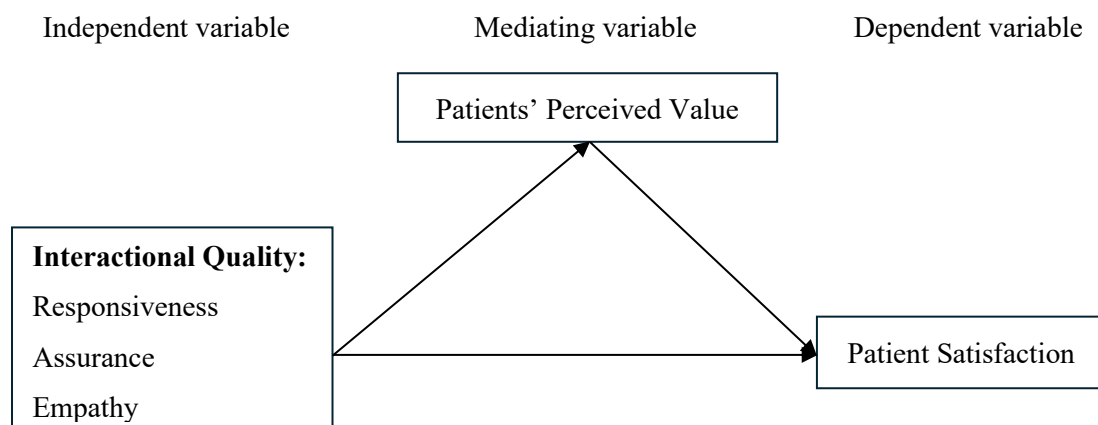 Independent variable Mediating variable Dependent variable
Patients’ Perceived Value
Interactional Quality:
Responsiveness
Assurance
Empathy
Patient Satisfaction